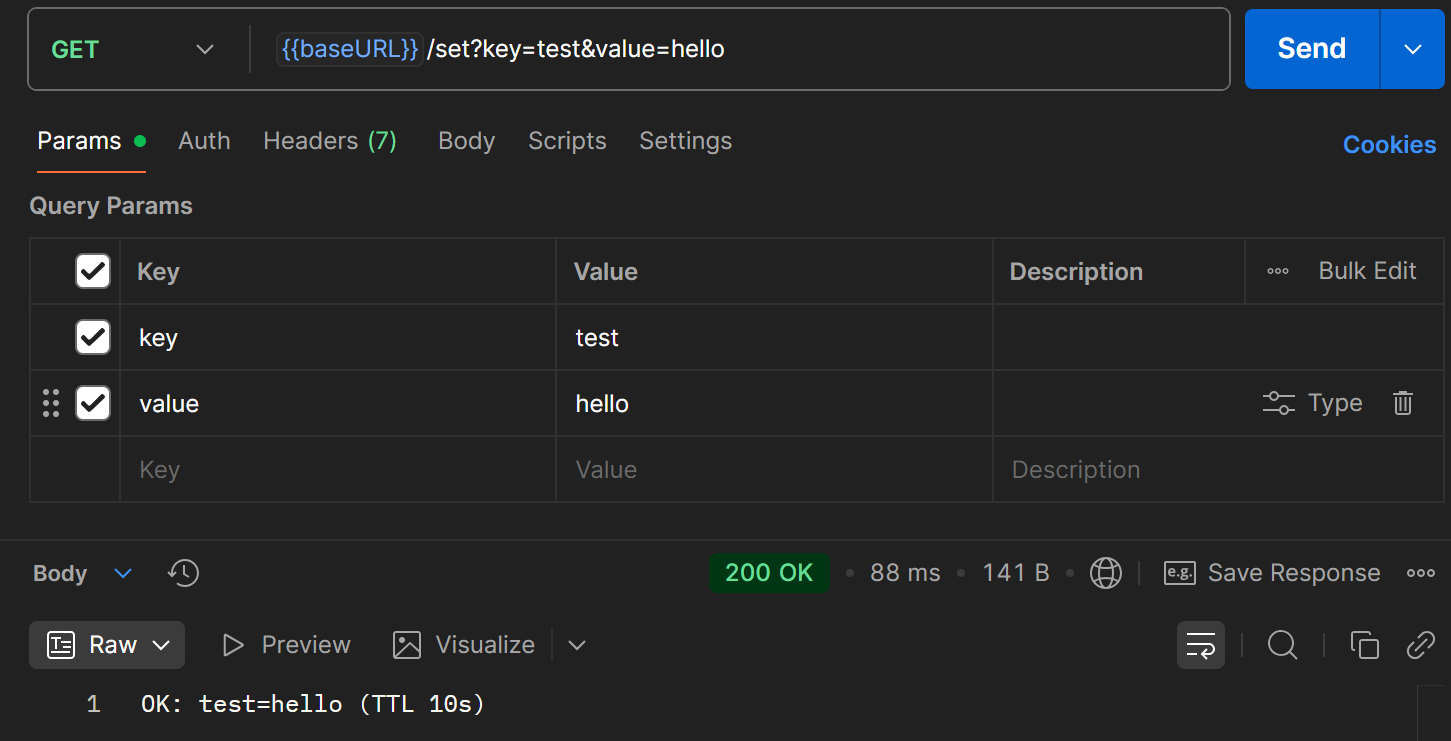 GET {{baseURL}}/set?key=test&value=hello Send
Params Auth Headers (7) Body Scripts Settings Cookies
Query Params
Key Value Description Bulk Edit
key test
value hello Type
Key Value Description
Body 200 OK 88 ms 141 B e.g. Save Response
Raw Preview Visualize
1 OK: test=hello (TTL 10s)